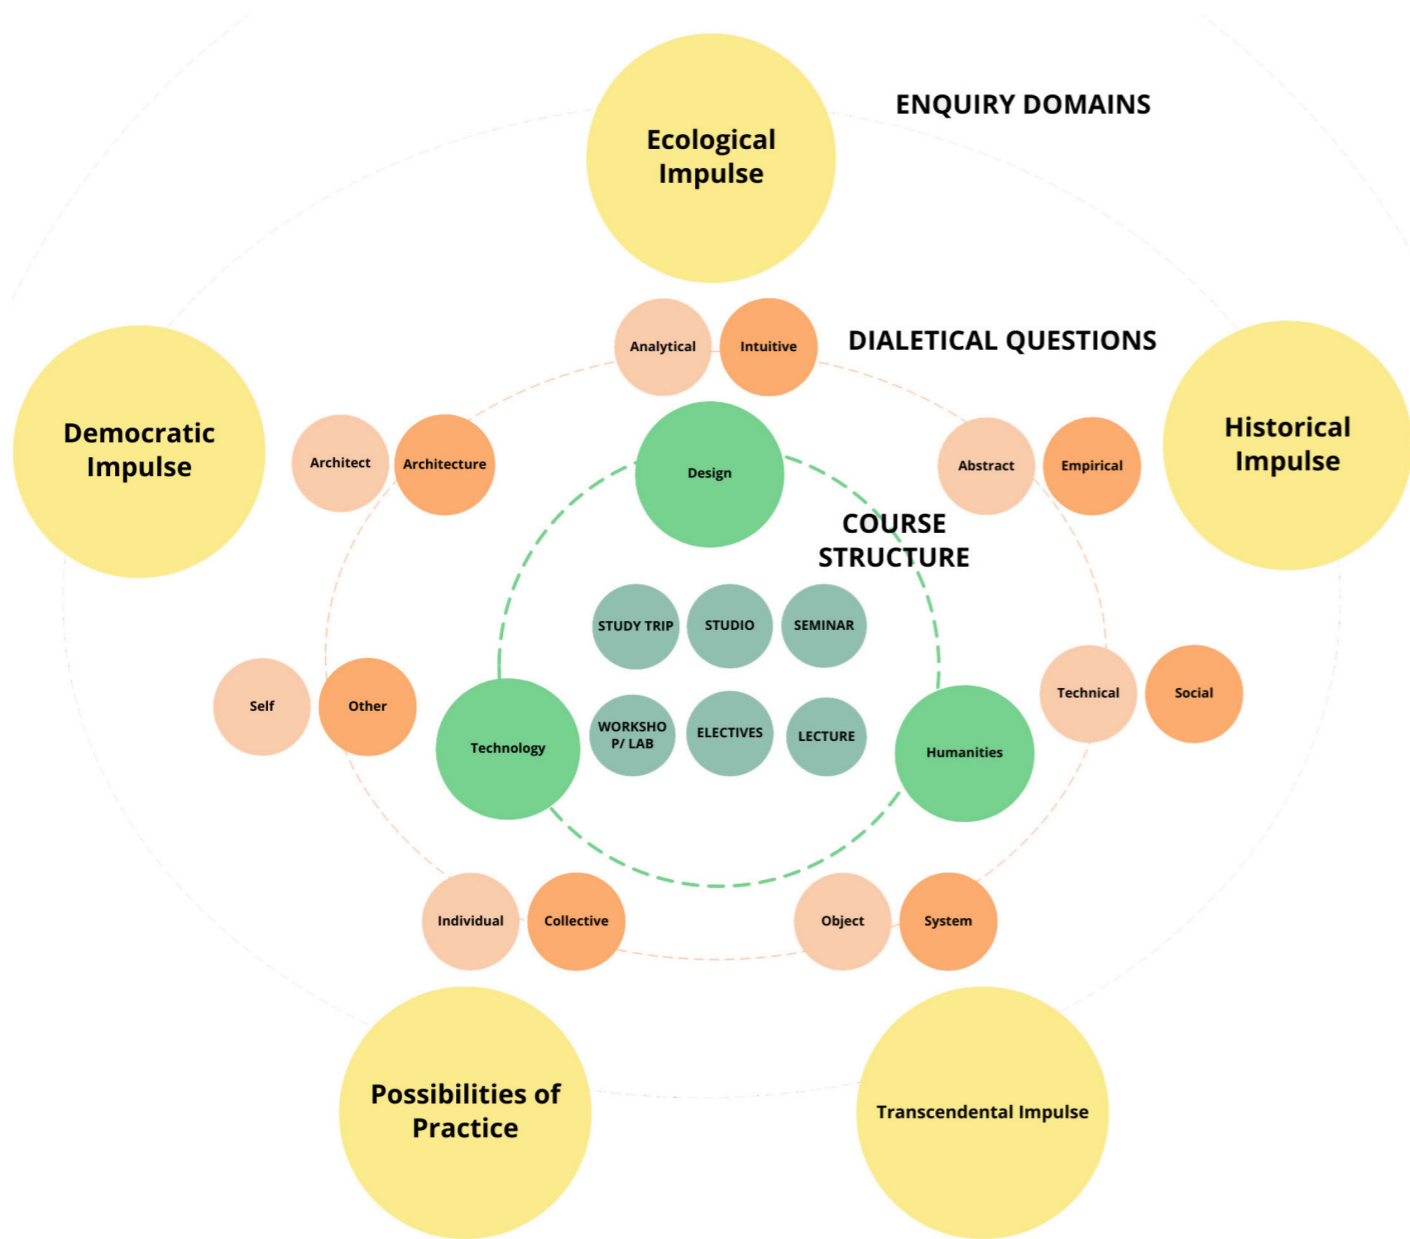 ENQUIRY DOMAINS
Ecological
Impulse
DIALETICAL QUESTIONS
Analytical
Intuitive
Democratic
Impulse
Historical
Impulse
Architect
Architecture
Abstract
Empirical
Design
COURSE
STRUCTURE
STUDY TRIP
STUDIO
SEMINAR
Self
Other
Technical
Social
Technology
WORKSHO
P/ LAB
ELECTIVES
LECTURE
Humanities
Individual
Collective
Object
System
Possibilities of
Practice
Transcendental Impulse